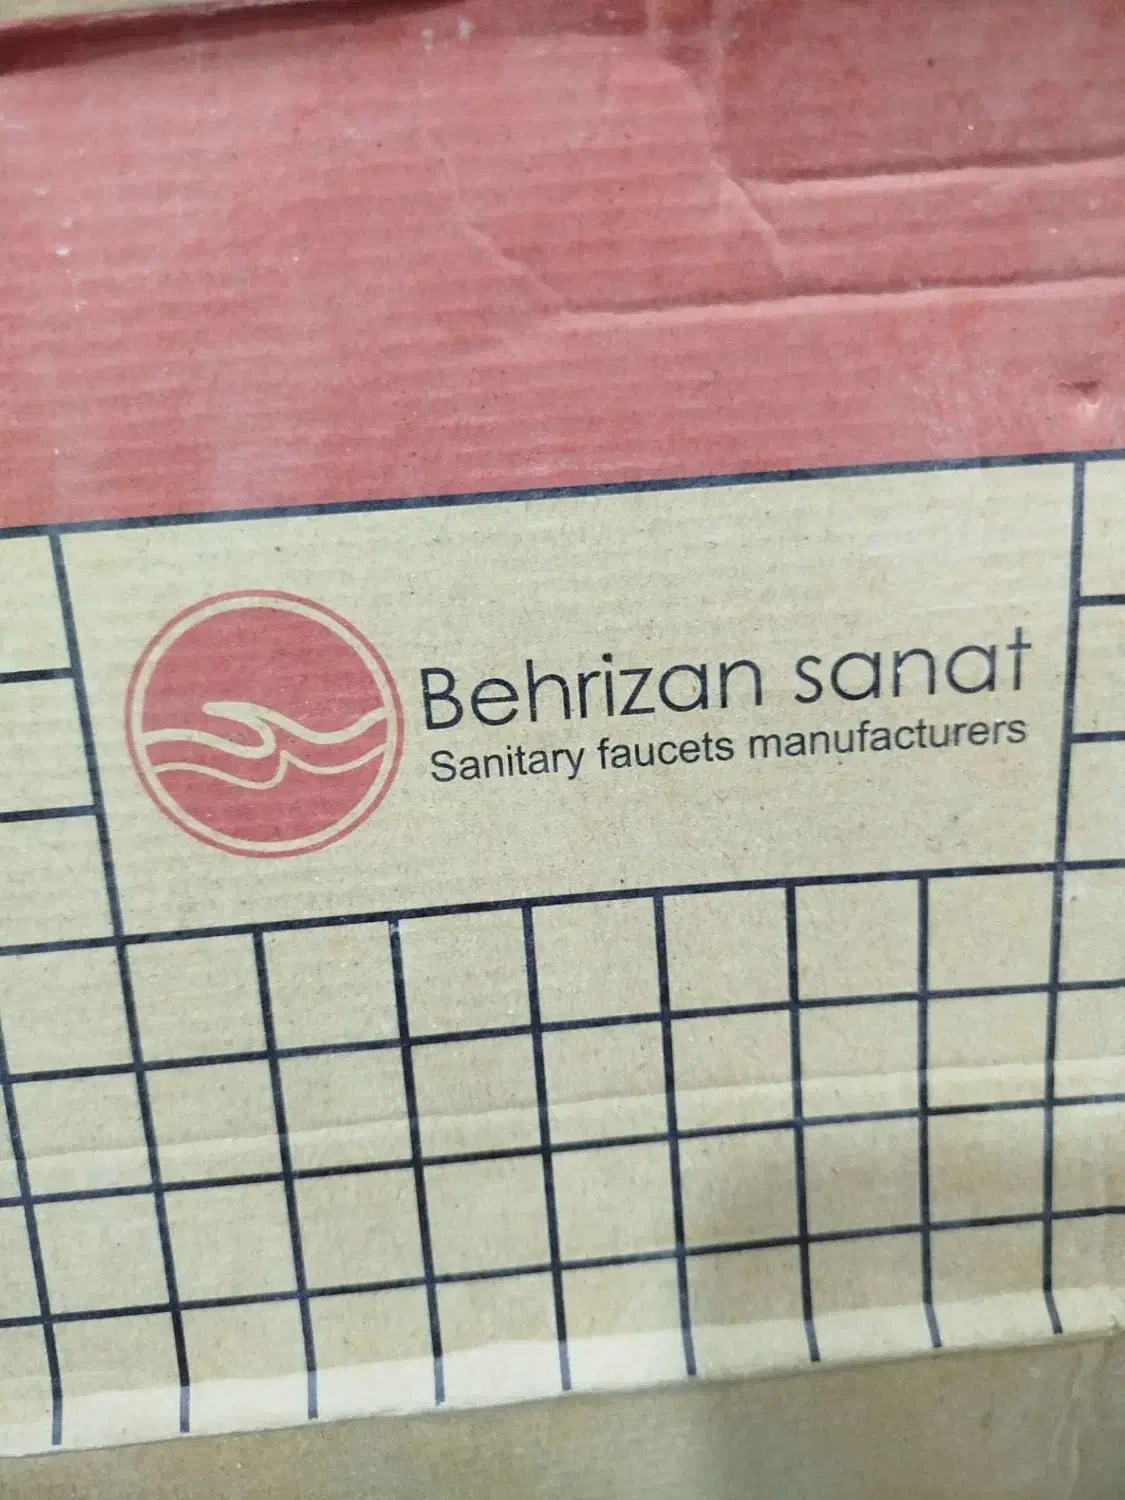 Behrizan sanat
Sanitary faucets manufacturers